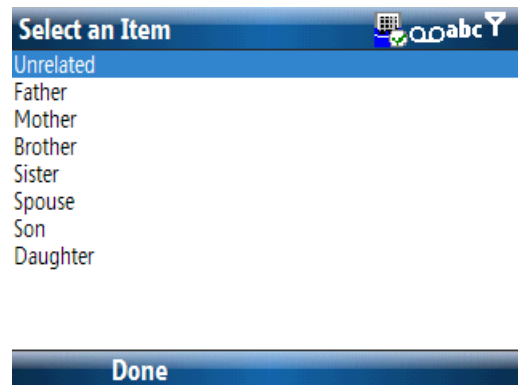 Select an Item abc
Unrelated
Father
Mother
Brother
Sister
Spouse
Son
Daughter
Done